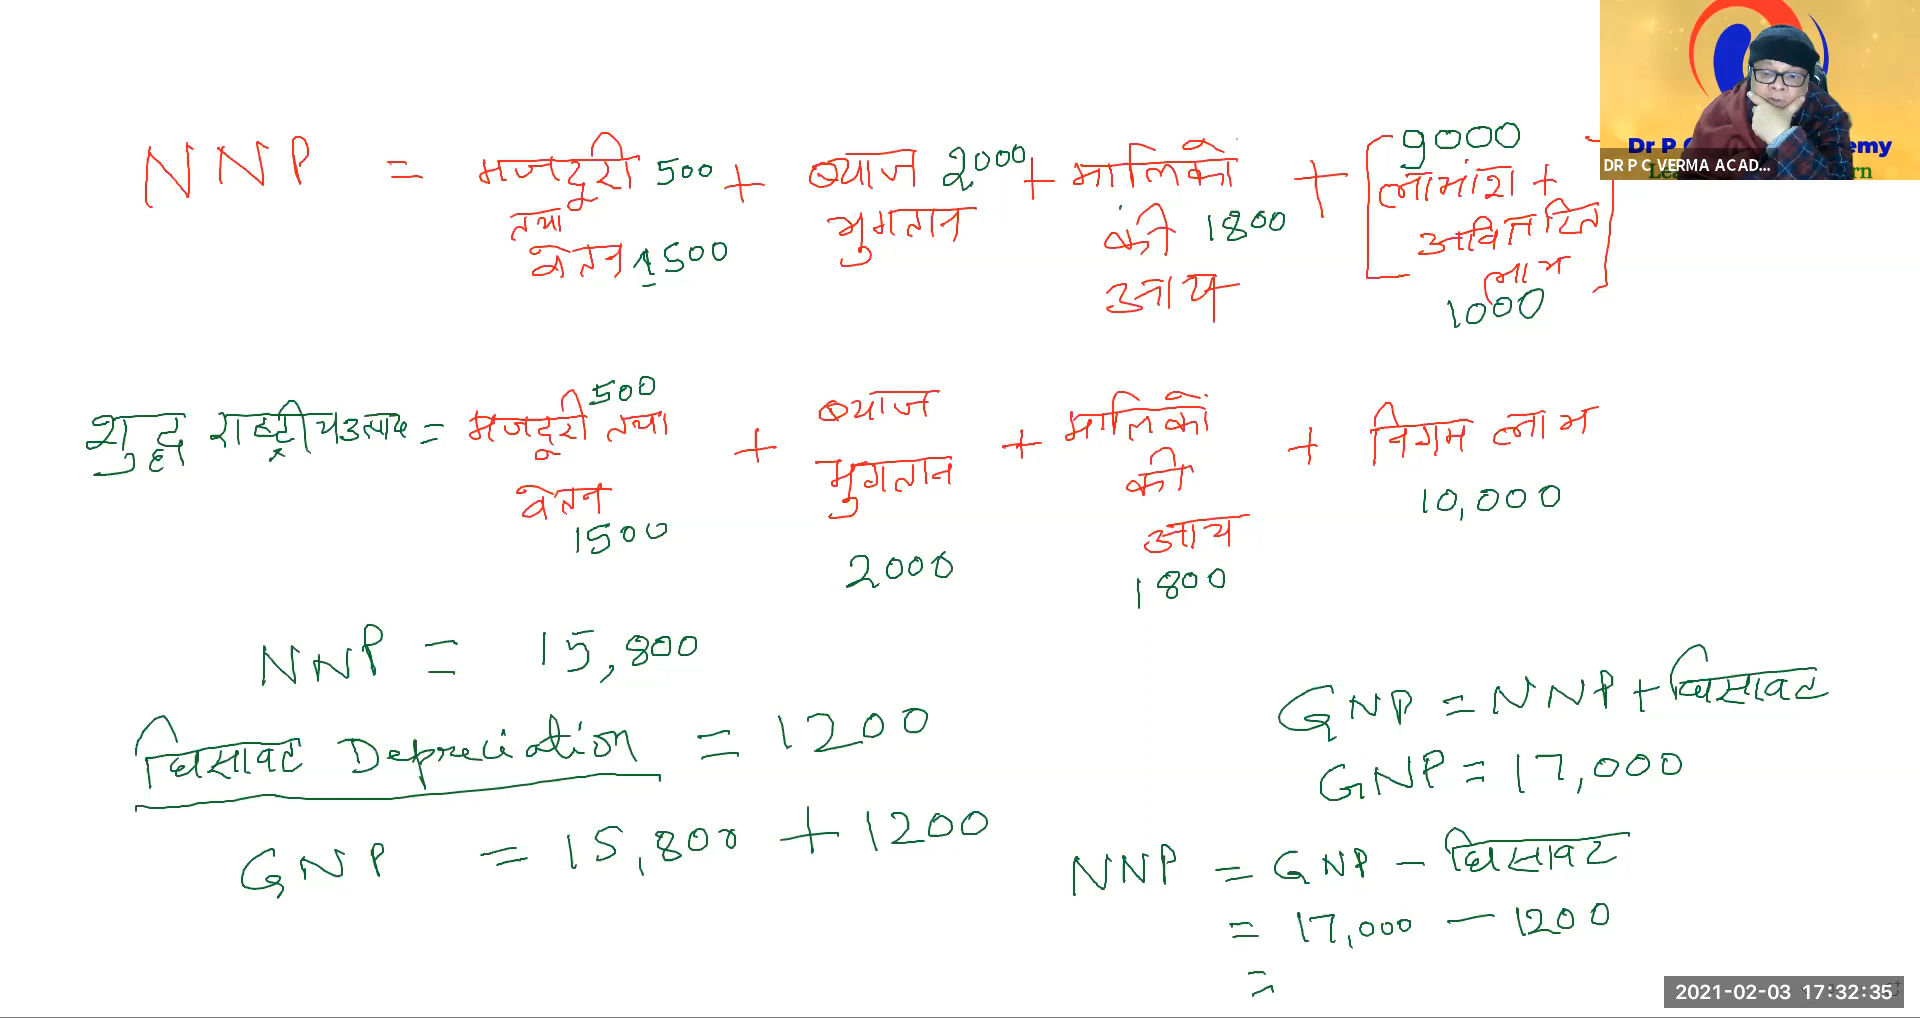 NNP = मजदूरी 500 + ब्याज 2000 + मालिकों + [ 9000 लाभांश +
तथा भुगतान की 1800 अवितरित
वेतन 1500 आय लाभ ]
1000
शुद्ध राष्ट्रीय उत्पाद = मजदूरी 500 तथा + ब्याज + मालिकों + निगम लाभ
वेतन भुगतान की 10,000
1500 2000 आय
1800
NNP = 15,800
घिसावट Depreciation = 1200
GNP = 15,800 + 1200
GNP = NNP + घिसावट
GNP = 17,000
NNP = GNP - घिसावट
= 17,000 - 1200
=
DR P C VERMA ACAD...
2021-02-03 17:32:35